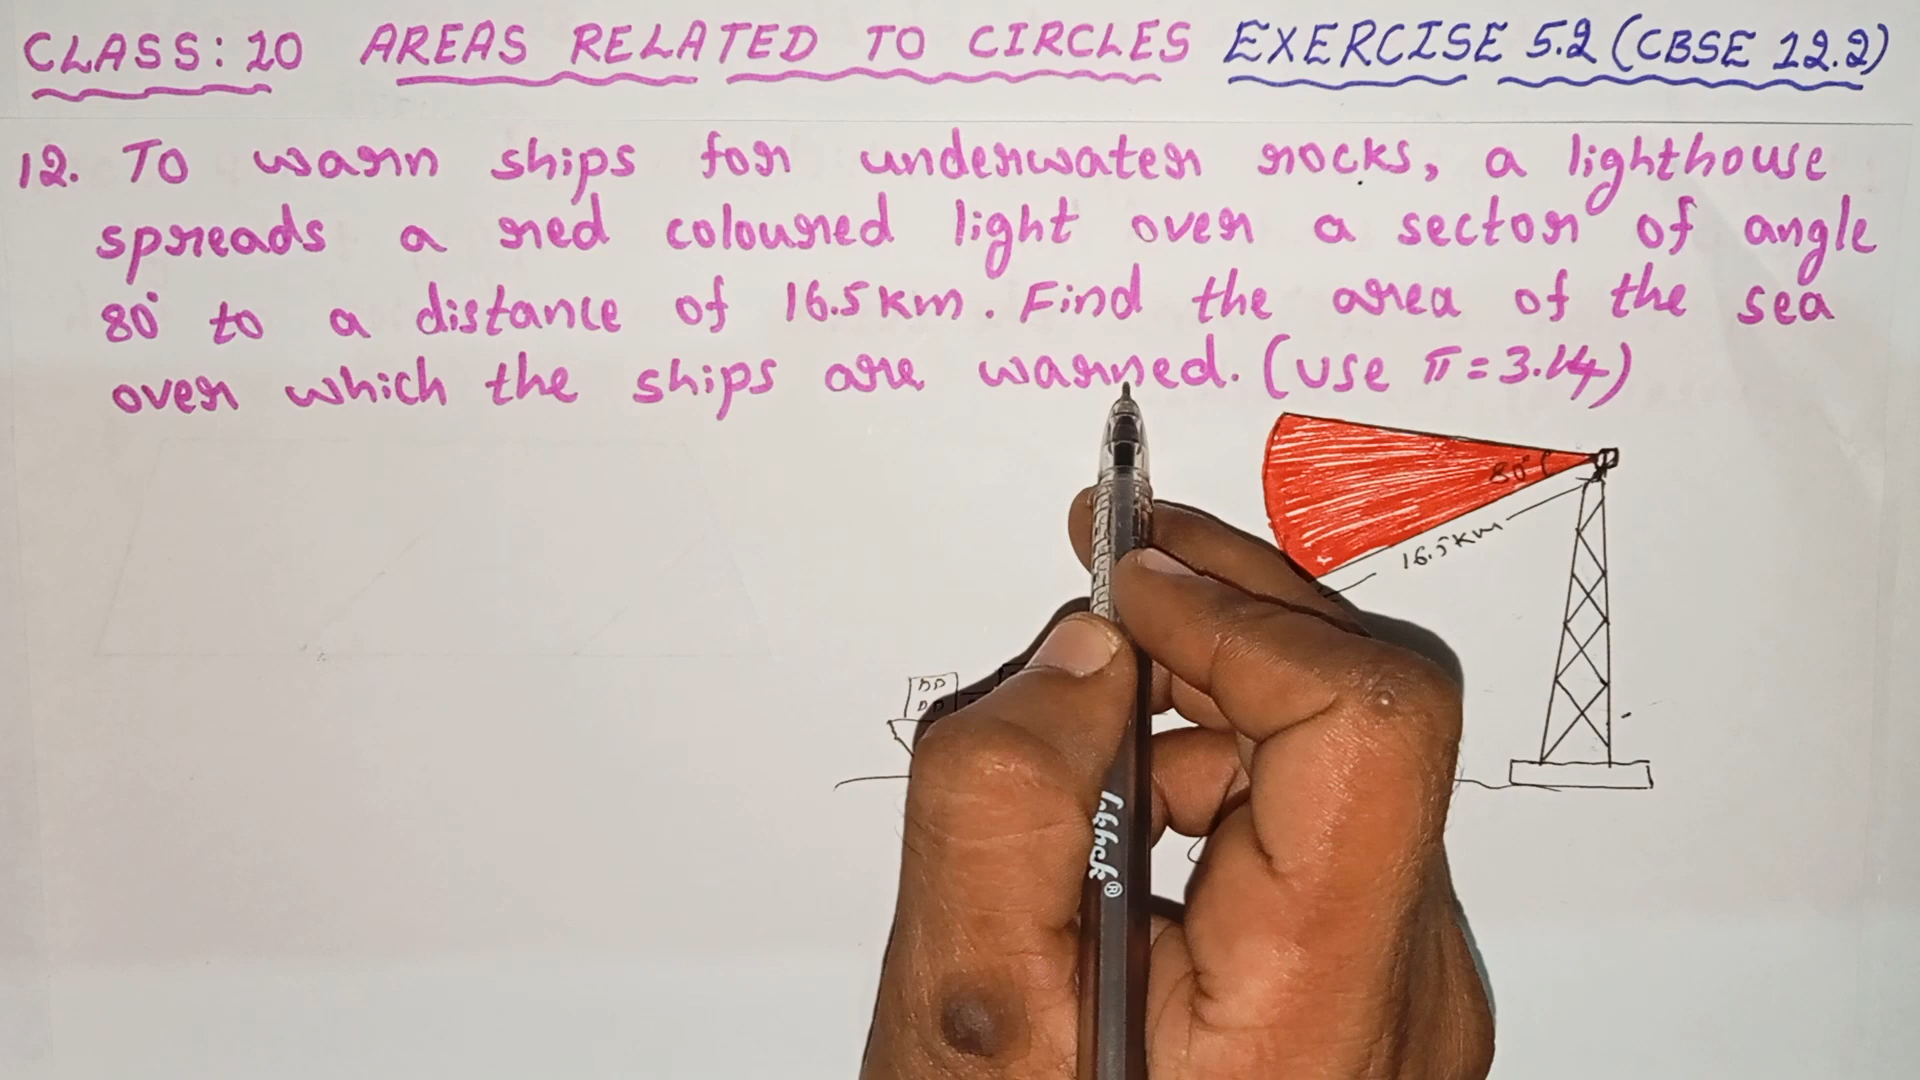 CLASS: 10 AREAS RELATED TO CIRCLES EXERCISE 5.2 (CBSE 12.2)
12. To warn ships for underwater rocks, a lighthouse
spreads a red coloured light over a sector of angle
80° to a distance of 16.5 km. Find the area of the sea
over which the ships are warned. (Use π = 3.14)
80°
16.5 km